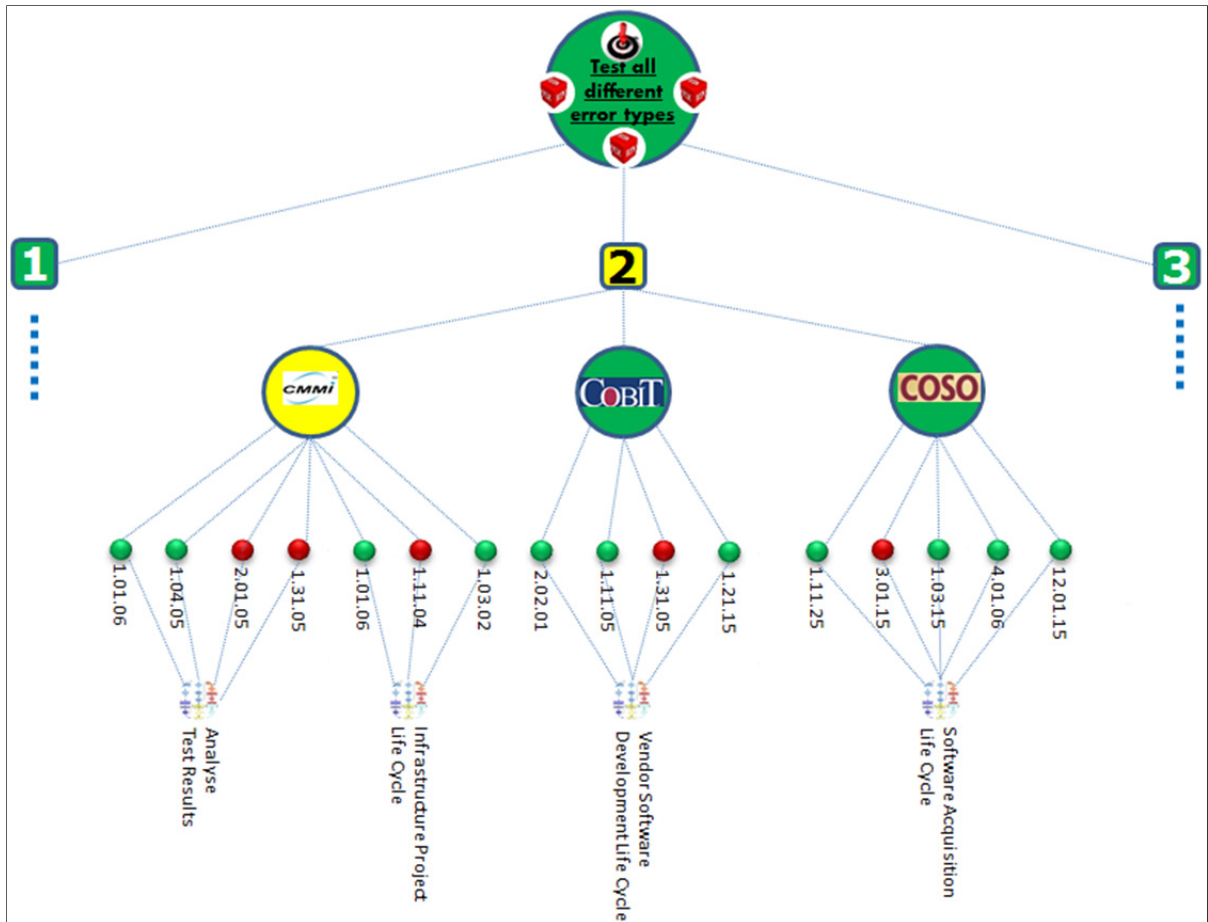 Test all
different
error types
1
2
3
CMMi
COBIT
COSO
1.01.06
1.04.05
2.01.05
1.31.05
1.01.06
1.11.04
1.03.02
2.02.01
1.11.05
1.31.05
1.21.15
1.11.25
3.01.15
1.03.15
4.01.06
12.01.15
Analyse
Test Results
Infrastructure Project
Life Cycle
Vendor Software
Development Life Cycle
Software Acquisition
Life Cycle